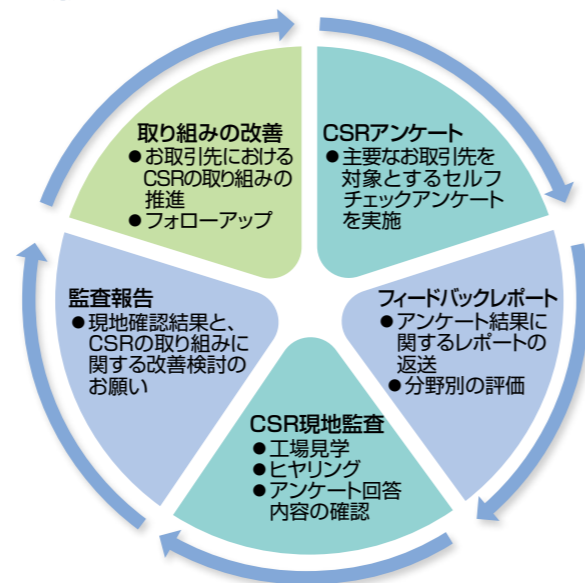 取り組みの改善
●お取引先における
CSRの取り組みの
推進
●フォローアップ
CSRアンケート
●主要なお取引先を
対象とするセルフ
チェックアンケート
を実施
フィードバックレポート
●アンケート結果に
関するレポートの
返送
●分野別の評価
CSR現地監査
●工場見学
●ヒヤリング
●アンケート回答
内容の確認
監査報告
●現地確認結果と、
CSRの取り組みに
関する改善検討の
お願い